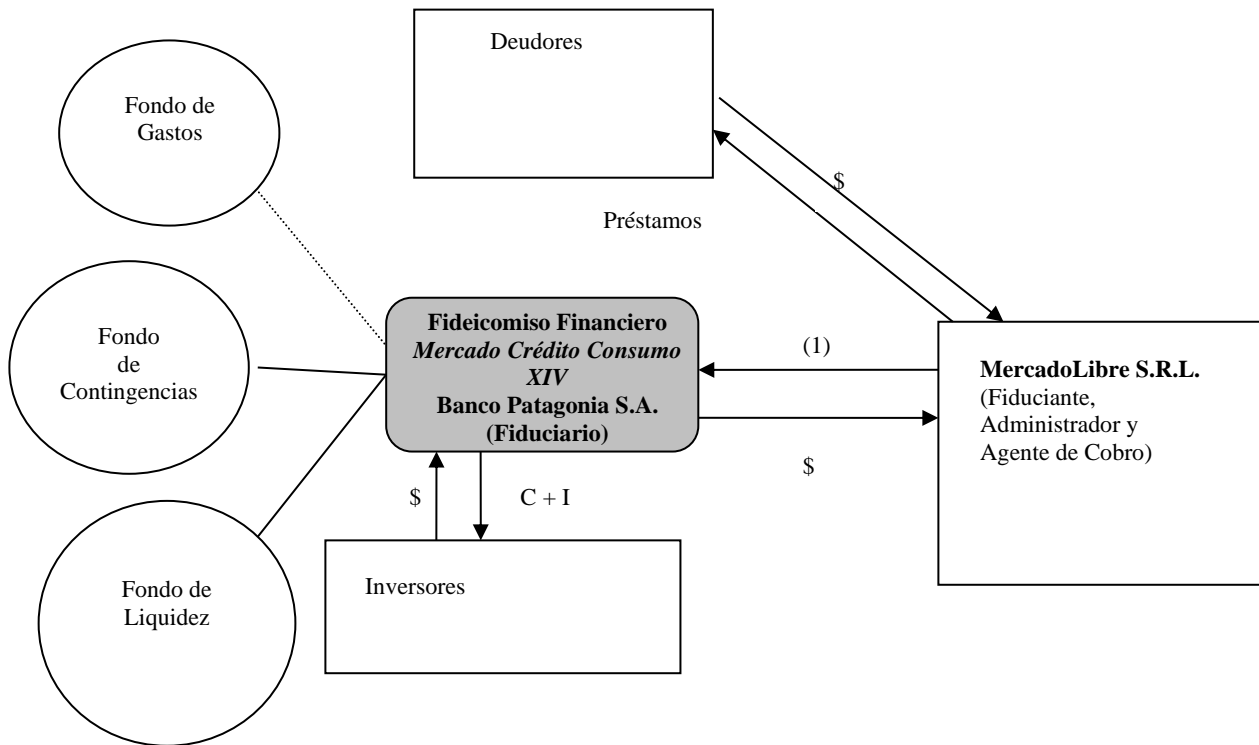 Deudores
Fondo de
Gastos
$
Préstamos
Fondo
de
Contingencias
Fideicomiso Financiero
Mercado Crédito Consumo
XIV
Banco Patagonia S.A.
(Fiduciario)
(1)
MercadoLibre S.R.L.
(Fiduciante,
Administrador y
Agente de Cobro)
$
$
C + I
Fondo de
Liquidez
Inversores